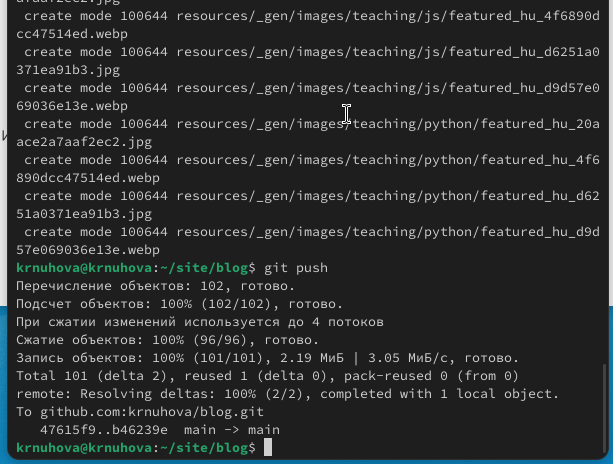 create mode 100644 resources/_gen/images/teaching/js/featured_hu_4f6890d
cc47514ed.webp
create mode 100644 resources/_gen/images/teaching/js/featured_hu_d6251a0
371ea91b3.jpg
create mode 100644 resources/_gen/images/teaching/js/featured_hu_d9d57e0
69036e13e.webp
create mode 100644 resources/_gen/images/teaching/python/featured_hu_20a
ace2a7aaf2ec2.jpg
create mode 100644 resources/_gen/images/teaching/python/featured_hu_4f6
890dcc47514ed.webp
create mode 100644 resources/_gen/images/teaching/python/featured_hu_d62
51a0371ea91b3.jpg
create mode 100644 resources/_gen/images/teaching/python/featured_hu_d9d
57e069036e13e.webp
krnuhova@krnuhova:~/site/blog$ git push
Перечисление объектов: 102, готово.
Подсчет объектов: 100% (102/102), готово.
При сжатии изменений используется до 4 потоков
Сжатие объектов: 100% (96/96), готово.
Запись объектов: 100% (101/101), 2.19 МиБ | 3.05 МиБ/с, готово.
Total 101 (delta 2), reused 1 (delta 0), pack-reused 0 (from 0)
remote: Resolving deltas: 100% (2/2), completed with 1 local object.
To github.com:krnuhova/blog.git
47615f9..b46239e main -> main
krnuhova@krnuhova:~/site/blog$